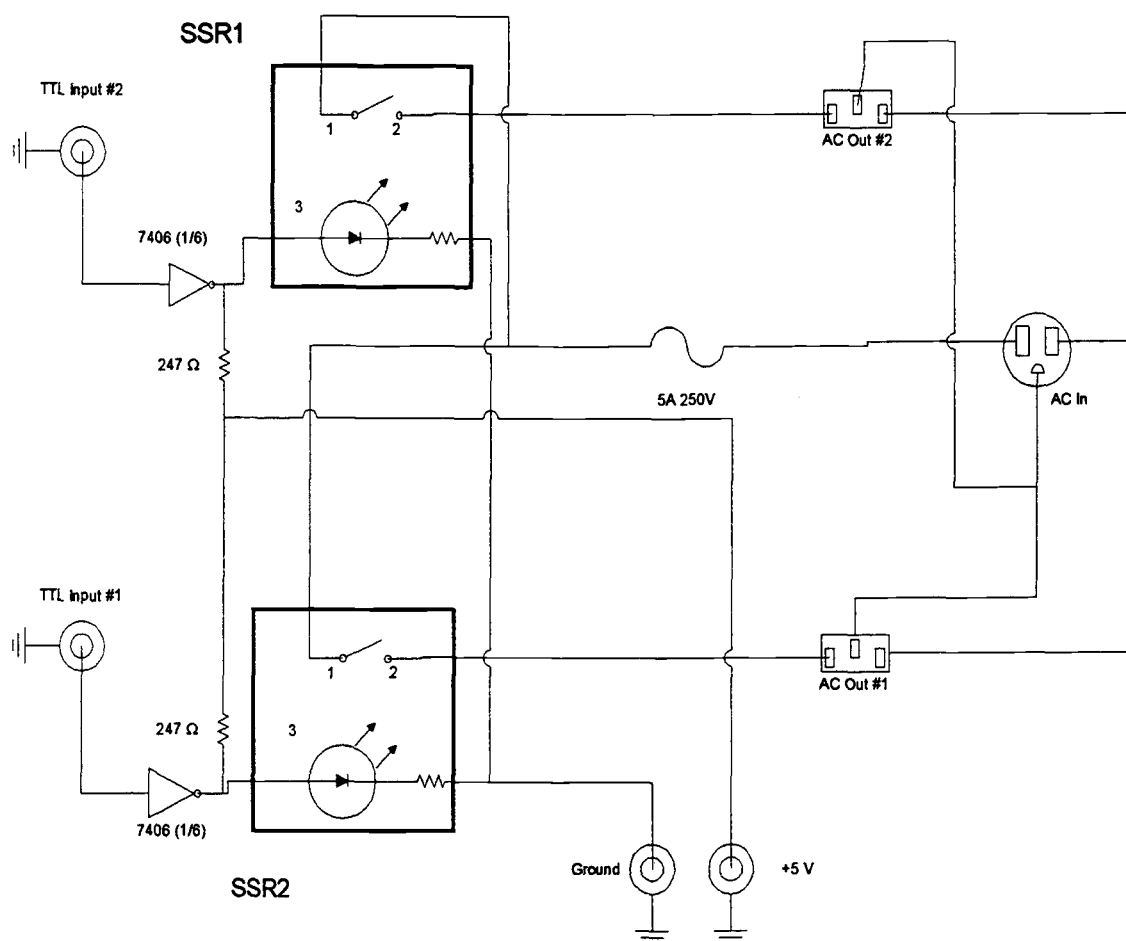 SSR1
TTL Input #2
1
2
AC Out #2
3
7406 (1/6)
247 Ω
5A 250V
AC In
TTL Input #1
1
2
AC Out #1
247 Ω
3
7406 (1/6)
Ground
+5 V
SSR2